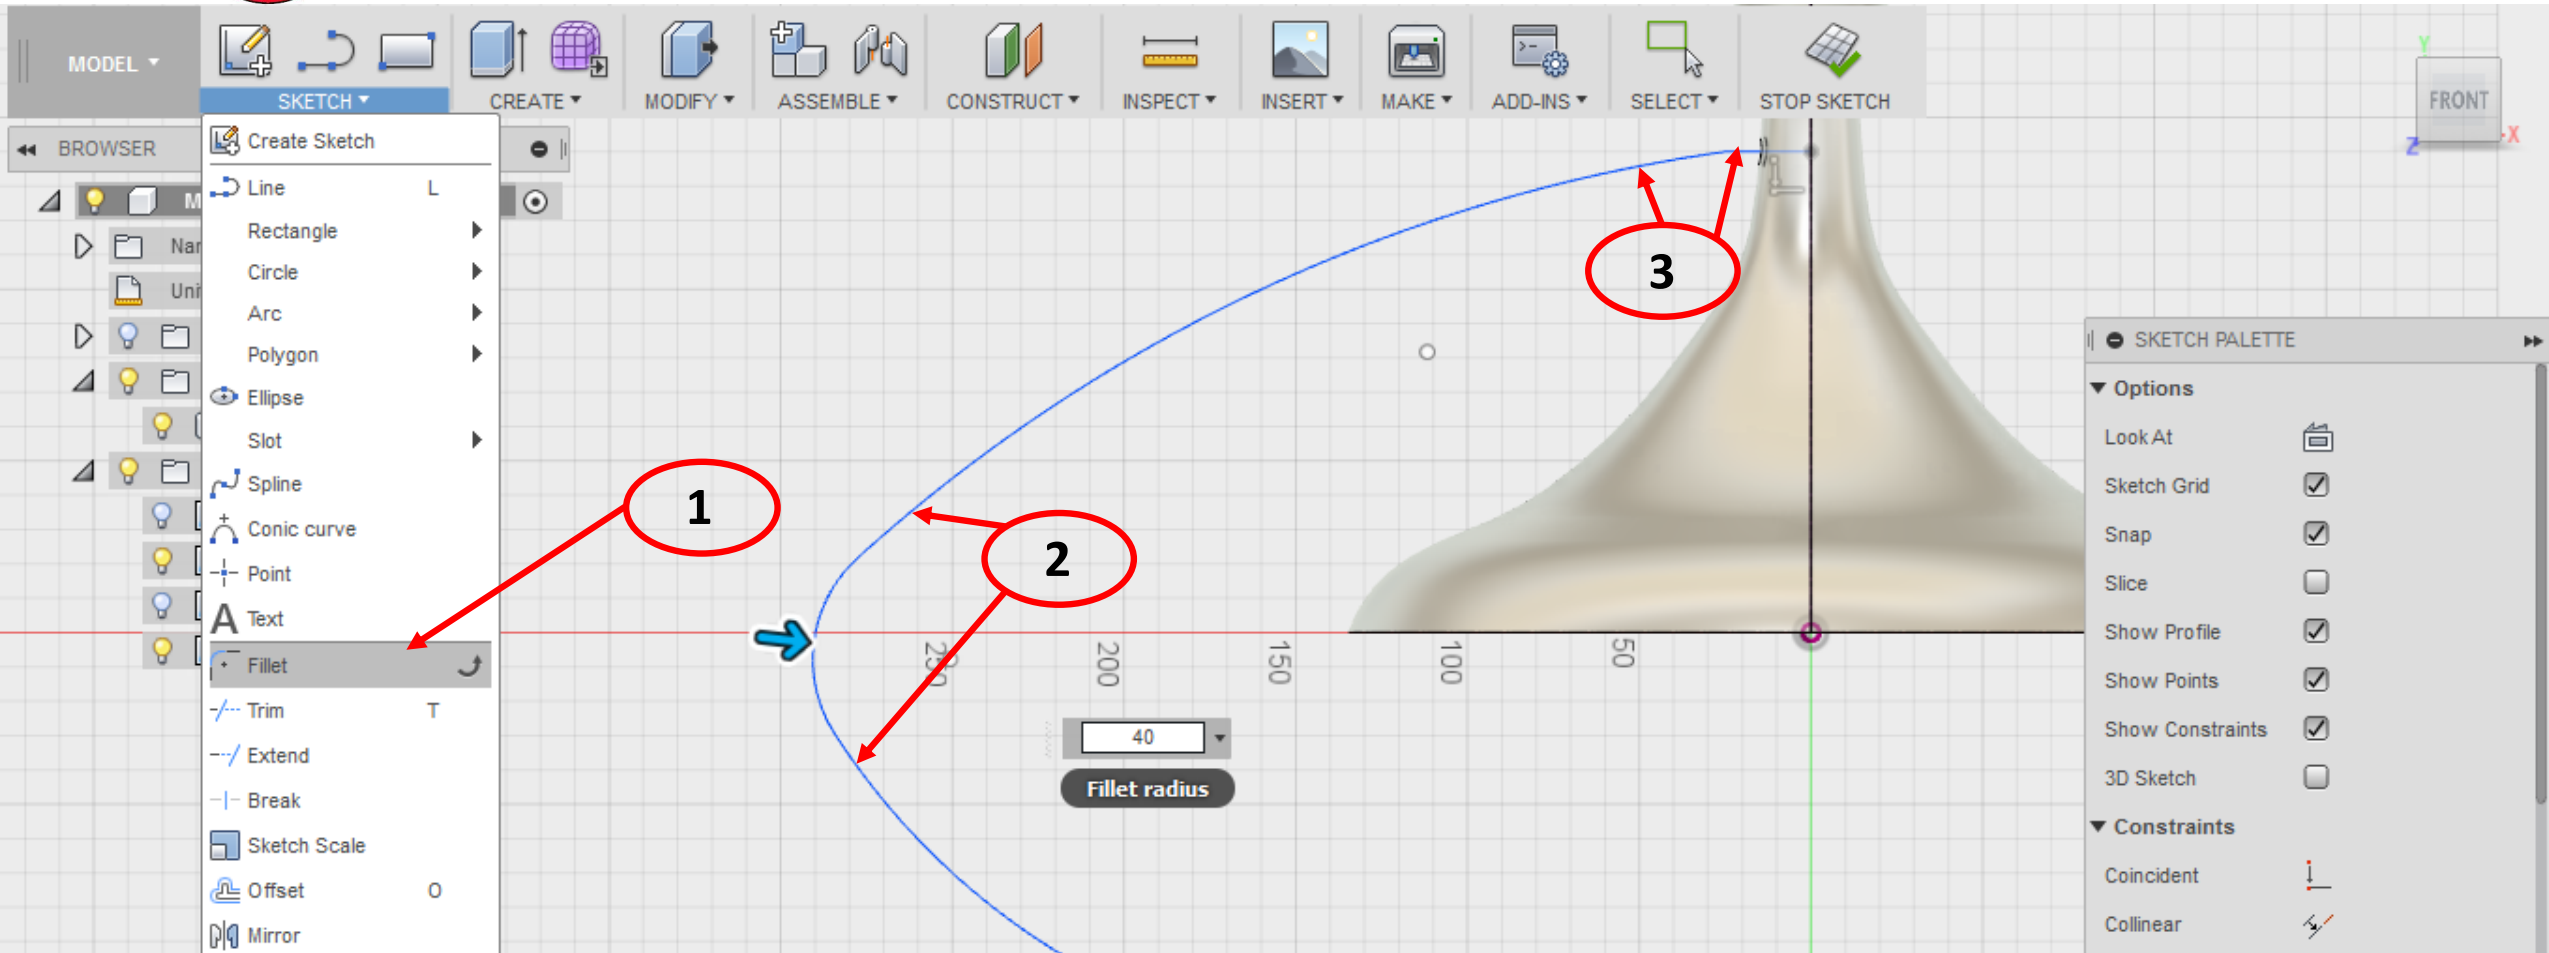 MODEL
SKETCH
CREATE
MODIFY
ASSEMBLE
CONSTRUCT
INSPECT
INSERT
MAKE
ADD-INS
SELECT
STOP SKETCH
Y
FRONT
Z
X
BROWSER
M
Nar
Uni
Create Sketch
Line L
Rectangle
Circle
Arc
Polygon
Ellipse
Slot
Spline
Conic curve
Point
Text
Fillet
Trim T
Extend
Break
Sketch Scale
Offset O
Mirror
1
2
3
250
200
150
100
50
40
Fillet radius
SKETCH PALETTE
Options
Look At
Sketch Grid
Snap
Slice
Show Profile
Show Points
Show Constraints
3D Sketch
Constraints
Coincident
Collinear